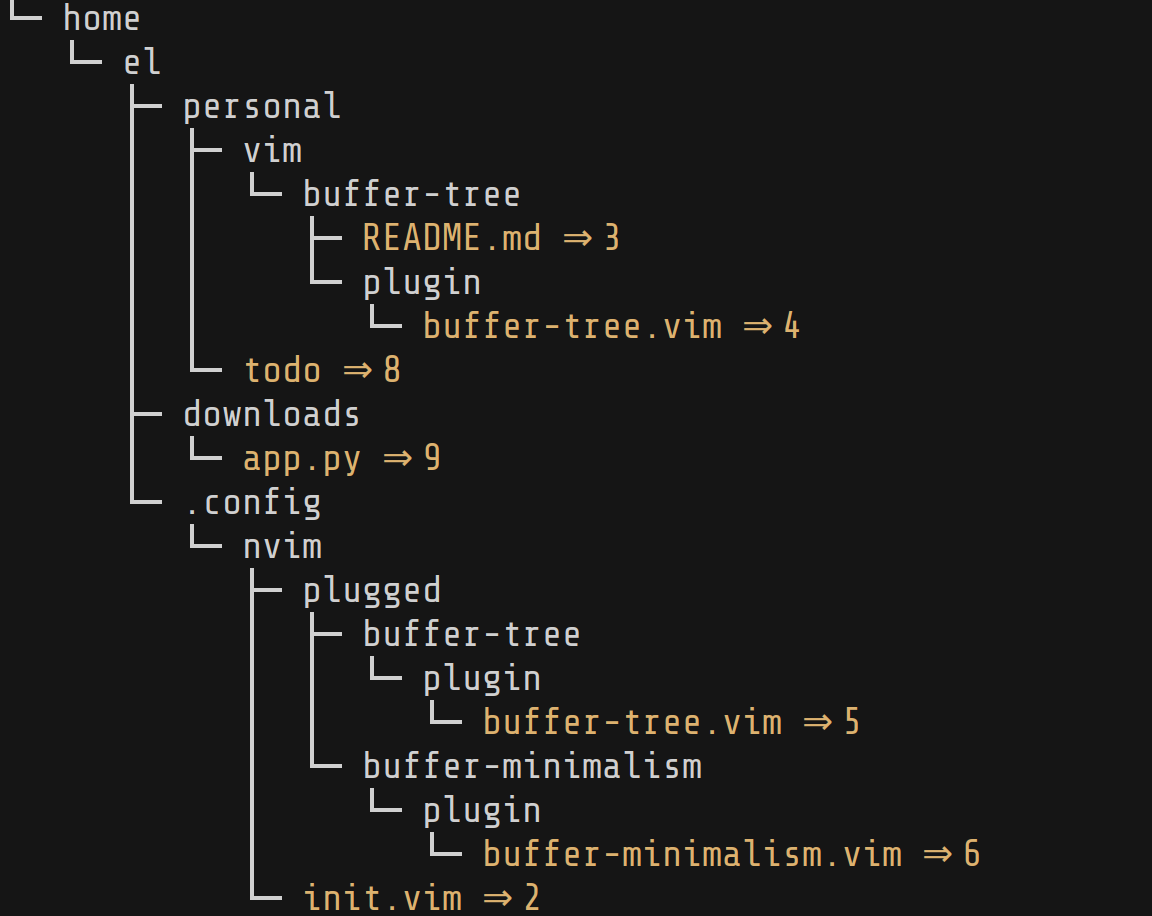 └─ home
└─ el
├─ personal
├─ vim
└─ buffer-tree
├─ README.md ⇒ 3
└─ plugin
└─ buffer-tree.vim ⇒ 4
└─ todo ⇒ 8
├─ downloads
└─ app.py ⇒ 9
└─ .config
└─ nvim
├─ plugged
├─ buffer-tree
└─ plugin
└─ buffer-tree.vim ⇒ 5
└─ buffer-minimalism
└─ plugin
└─ buffer-minimalism.vim ⇒ 6
└─ init.vim ⇒ 2